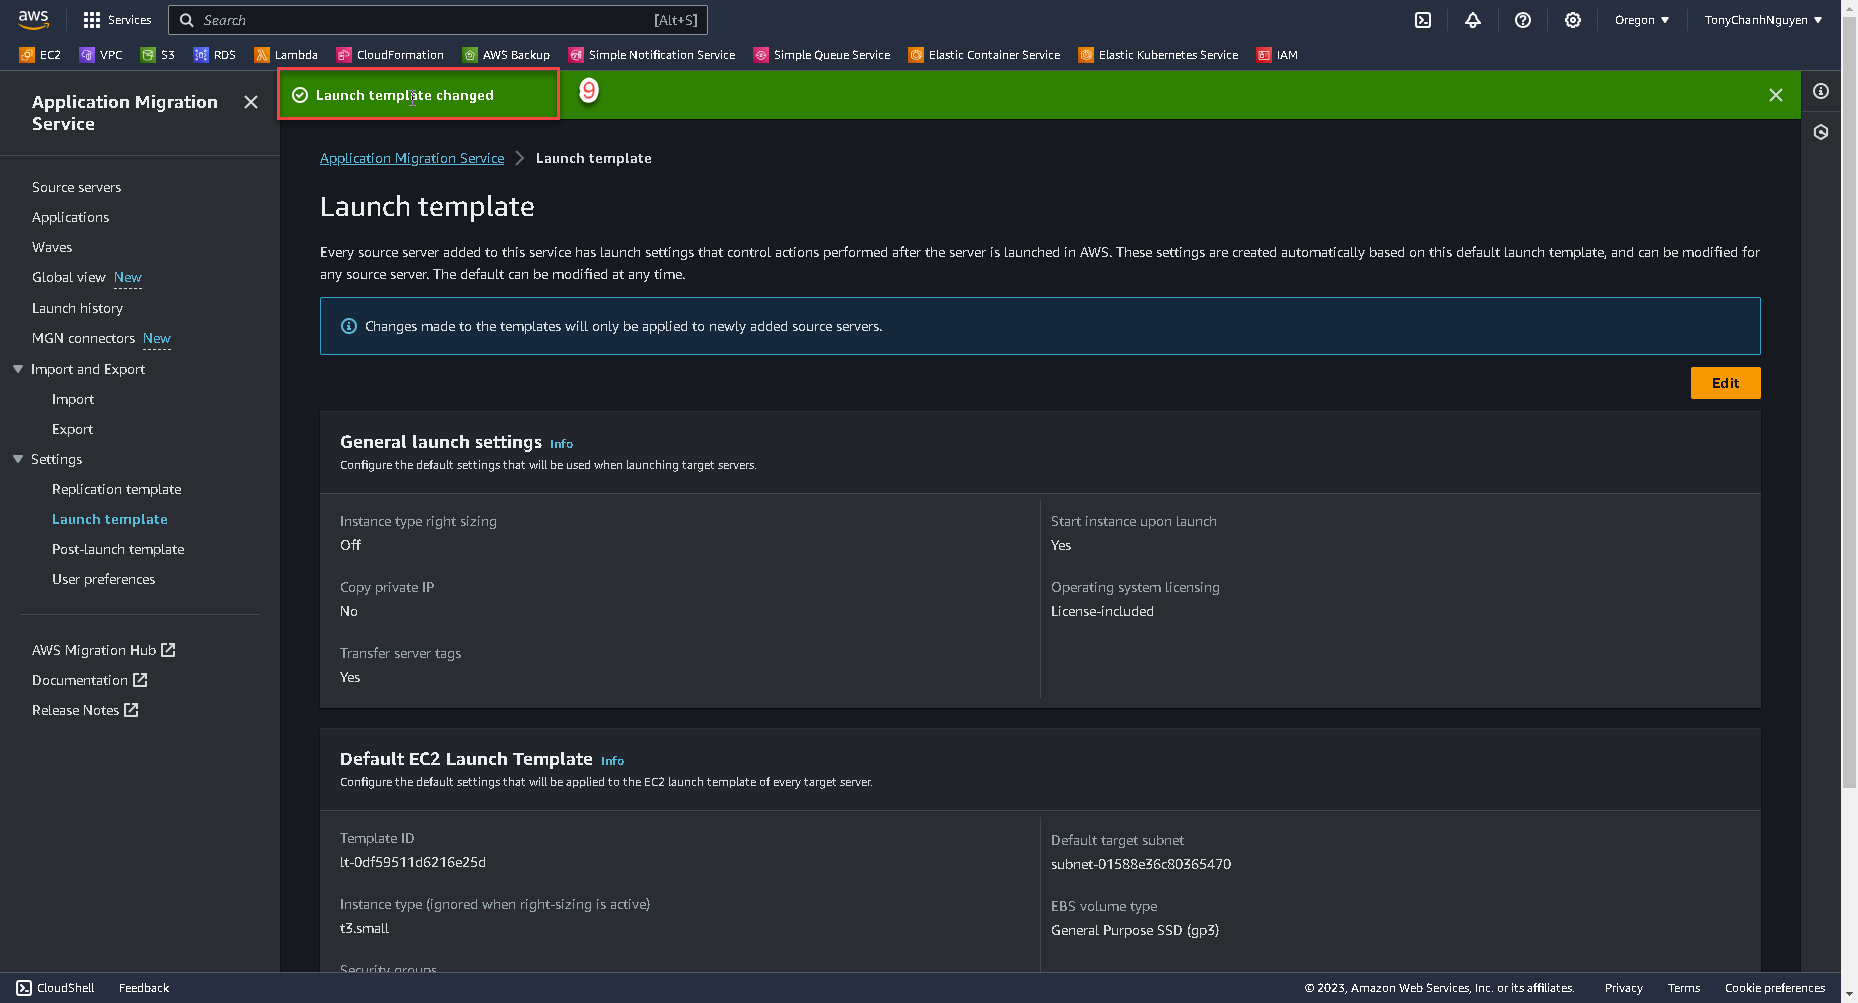 aws
Services
Search
[Alt+S]
Oregon ▼
TonyChanhNguyen ▼
EC2
VPC
S3
RDS
Lambda
CloudFormation
AWS Backup
Simple Notification Service
Simple Queue Service
Elastic Container Service
Elastic Kubernetes Service
IAM
Application Migration
Service
Source servers
Applications
Waves
Global view New
Launch history
MGN connectors New
Import and Export
Import
Export
Settings
Replication template
Launch template
Post-launch template
User preferences
AWS Migration Hub
Documentation
Release Notes
Launch template changed
9
Application Migration Service > Launch template
Launch template
Every source server added to this service has launch settings that control actions performed after the server is launched in AWS. These settings are created automatically based on this default launch template, and can be modified for
any source server. The default can be modified at any time.
Changes made to the templates will only be applied to newly added source servers.
Edit
General launch settings Info
Configure the default settings that will be used when launching target servers.
Instance type right sizing
Off
Copy private IP
No
Transfer server tags
Yes
Start instance upon launch
Yes
Operating system licensing
License-included
Default EC2 Launch Template Info
Configure the default settings that will be applied to the EC2 launch template of every target server.
Template ID
lt-0df59511d6216e25d
Instance type (ignored when right-sizing is active)
t3.small
Security groups
Default target subnet
subnet-01588e36c80365470
EBS volume type
General Purpose SSD (gp3)
CloudShell
Feedback
© 2023, Amazon Web Services, Inc. or its affiliates.
Privacy
Terms
Cookie preferences